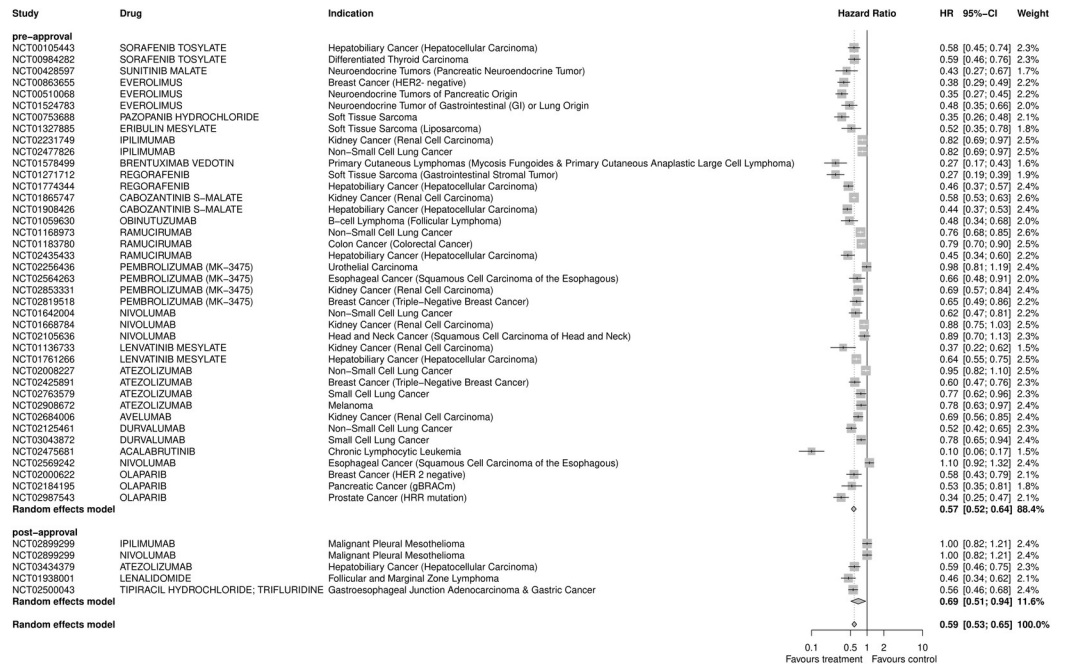 Study Drug Indication Hazard Ratio HR 95%-CI Weight
pre-approval
NCT00105443 SORAFENIB TOSYLATE Hepatobiliary Cancer (Hepatocellular Carcinoma) 0.58 [0.45; 0.74] 2.3%
NCT00984282 SORAFENIB TOSYLATE Differentiated Thyroid Carcinoma 0.59 [0.46; 0.76] 2.3%
NCT00428597 SUNITINIB MALATE Neuroendocrine Tumors (Pancreatic Neuroendocrine Tumor) 0.43 [0.27; 0.67] 1.7%
NCT00863655 EVEROLIMUS Breast Cancer (HER2- negative) 0.38 [0.29; 0.49] 2.2%
NCT00510068 EVEROLIMUS Neuroendocrine Tumors of Pancreatic Origin 0.35 [0.27; 0.45] 2.2%
NCT01524783 EVEROLIMUS Neuroendocrine Tumor of Gastrointestinal (GI) or Lung Origin 0.48 [0.35; 0.66] 2.0%
NCT00753688 PAZOPANIB HYDROCHLORIDE Soft Tissue Sarcoma 0.35 [0.26; 0.48] 2.1%
NCT01327885 ERIBULIN MESYLATE Soft Tissue Sarcoma (Liposarcoma) 0.52 [0.35; 0.78] 1.8%
NCT02231749 IPILIMUMAB Kidney Cancer (Renal Cell Carcinoma) 0.82 [0.69; 0.97] 2.5%
NCT02477826 IPILIMUMAB Non-Small Cell Lung Cancer 0.82 [0.69; 0.97] 2.5%
NCT01578499 BRENTUXIMAB VEDOTIN Primary Cutaneous Lymphomas (Mycosis Fungoides & Primary Cutaneous Anaplastic Large Cell Lymphoma) 0.27 [0.17; 0.43] 1.6%
NCT01271712 REGORAFENIB Soft Tissue Sarcoma (Gastrointestinal Stromal Tumor) 0.27 [0.19; 0.39] 1.9%
NCT01774344 REGORAFENIB Hepatobiliary Cancer (Hepatocellular Carcinoma) 0.46 [0.37; 0.57] 2.4%
NCT01865747 CABOZANTINIB S-MALATE Kidney Cancer (Renal Cell Carcinoma) 0.58 [0.53; 0.63] 2.6%
NCT01908426 CABOZANTINIB S-MALATE Hepatobiliary Cancer (Hepatocellular Carcinoma) 0.44 [0.37; 0.53] 2.4%
NCT01059630 OBINUTUZUMAB B-cell Lymphoma (Follicular Lymphoma) 0.48 [0.34; 0.68] 2.0%
NCT01168973 RAMUCIRUMAB Non-Small Cell Lung Cancer 0.76 [0.68; 0.85] 2.6%
NCT01183780 RAMUCIRUMAB Colon Cancer (Colorectal Cancer) 0.79 [0.70; 0.90] 2.5%
NCT02435433 RAMUCIRUMAB Hepatobiliary Cancer (Hepatocellular Carcinoma) 0.45 [0.34; 0.60] 2.2%
NCT02256436 PEMBROLIZUMAB (MK-3475) Urothelial Carcinoma 0.98 [0.81; 1.19] 2.4%
NCT02564263 PEMBROLIZUMAB (MK-3475) Esophageal Cancer (Squamous Cell Carcinoma of the Esophagous) 0.66 [0.48; 0.91] 2.0%
NCT02853331 PEMBROLIZUMAB (MK-3475) Kidney Cancer (Renal Cell Carcinoma) 0.69 [0.57; 0.84] 2.4%
NCT02819518 PEMBROLIZUMAB (MK-3475) Breast Cancer (Triple-Negative Breast Cancer) 0.65 [0.49; 0.86] 2.2%
NCT01642004 NIVOLUMAB Non-Small Cell Lung Cancer 0.62 [0.47; 0.81] 2.2%
NCT01668784 NIVOLUMAB Kidney Cancer (Renal Cell Carcinoma) 0.88 [0.75; 1.03] 2.5%
NCT02105636 NIVOLUMAB Head and Neck Cancer (Squamous Cell Carcinoma of Head and Neck) 0.89 [0.70; 1.13] 2.3%
NCT01136733 LENVATINIB MESYLATE Kidney Cancer (Renal Cell Carcinoma) 0.37 [0.22; 0.62] 1.5%
NCT01761266 LENVATINIB MESYLATE Hepatobiliary Cancer (Hepatocellular Carcinoma) 0.64 [0.55; 0.75] 2.5%
NCT02008227 ATEZOLIZUMAB Non-Small Cell Lung Cancer 0.95 [0.82; 1.10] 2.5%
NCT02425891 ATEZOLIZUMAB Breast Cancer (Triple-Negative Breast Cancer) 0.60 [0.47; 0.76] 2.3%
NCT02763579 ATEZOLIZUMAB Small Cell Lung Cancer 0.77 [0.62; 0.96] 2.3%
NCT02908672 ATEZOLIZUMAB Melanoma 0.78 [0.63; 0.97] 2.4%
NCT02684006 AVELUMAB Kidney Cancer (Renal Cell Carcinoma) 0.69 [0.56; 0.85] 2.4%
NCT02125461 DURVALUMAB Non-Small Cell Lung Cancer 0.52 [0.42; 0.65] 2.3%
NCT03043872 DURVALUMAB Small Cell Lung Cancer 0.78 [0.65; 0.94] 2.4%
NCT02475681 ACALABRUTINIB Chronic Lymphocytic Leukemia 0.10 [0.06; 0.17] 1.5%
NCT02569242 NIVOLUMAB Esophageal Cancer (Squamous Cell Carcinoma of the Esophagous) 1.10 [0.92; 1.32] 2.4%
NCT02000622 OLAPARIB Breast Cancer (HER 2 negative) 0.58 [0.43; 0.79] 2.1%
NCT02184195 OLAPARIB Pancreatic Cancer (gBRACm) 0.53 [0.35; 0.81] 1.8%
NCT02987543 OLAPARIB Prostate Cancer (HRR mutation) 0.34 [0.25; 0.47] 2.1%
Random effects model 0.57 [0.52; 0.64] 88.4%
post-approval
NCT02899299 IPILIMUMAB Malignant Pleural Mesothelioma 1.00 [0.82; 1.21] 2.4%
NCT02899299 NIVOLUMAB Malignant Pleural Mesothelioma 1.00 [0.82; 1.21] 2.4%
NCT03434379 ATEZOLIZUMAB Hepatobiliary Cancer (Hepatocellular Carcinoma) 0.59 [0.46; 0.75] 2.3%
NCT01938001 LENALIDOMIDE Follicular and Marginal Zone Lymphoma 0.46 [0.34; 0.62] 2.1%
NCT02500043 TIPIRACIL HYDROCHLORIDE; TRIFLURIDINE Gastroesophageal Junction Adenocarcinoma & Gastric Cancer 0.56 [0.46; 0.68] 2.4%
Random effects model 0.69 [0.51; 0.94] 11.6%
Random effects model 0.59 [0.53; 0.65] 100.0%
0.1 0.5 1 2 10
Favours treatment Favours control